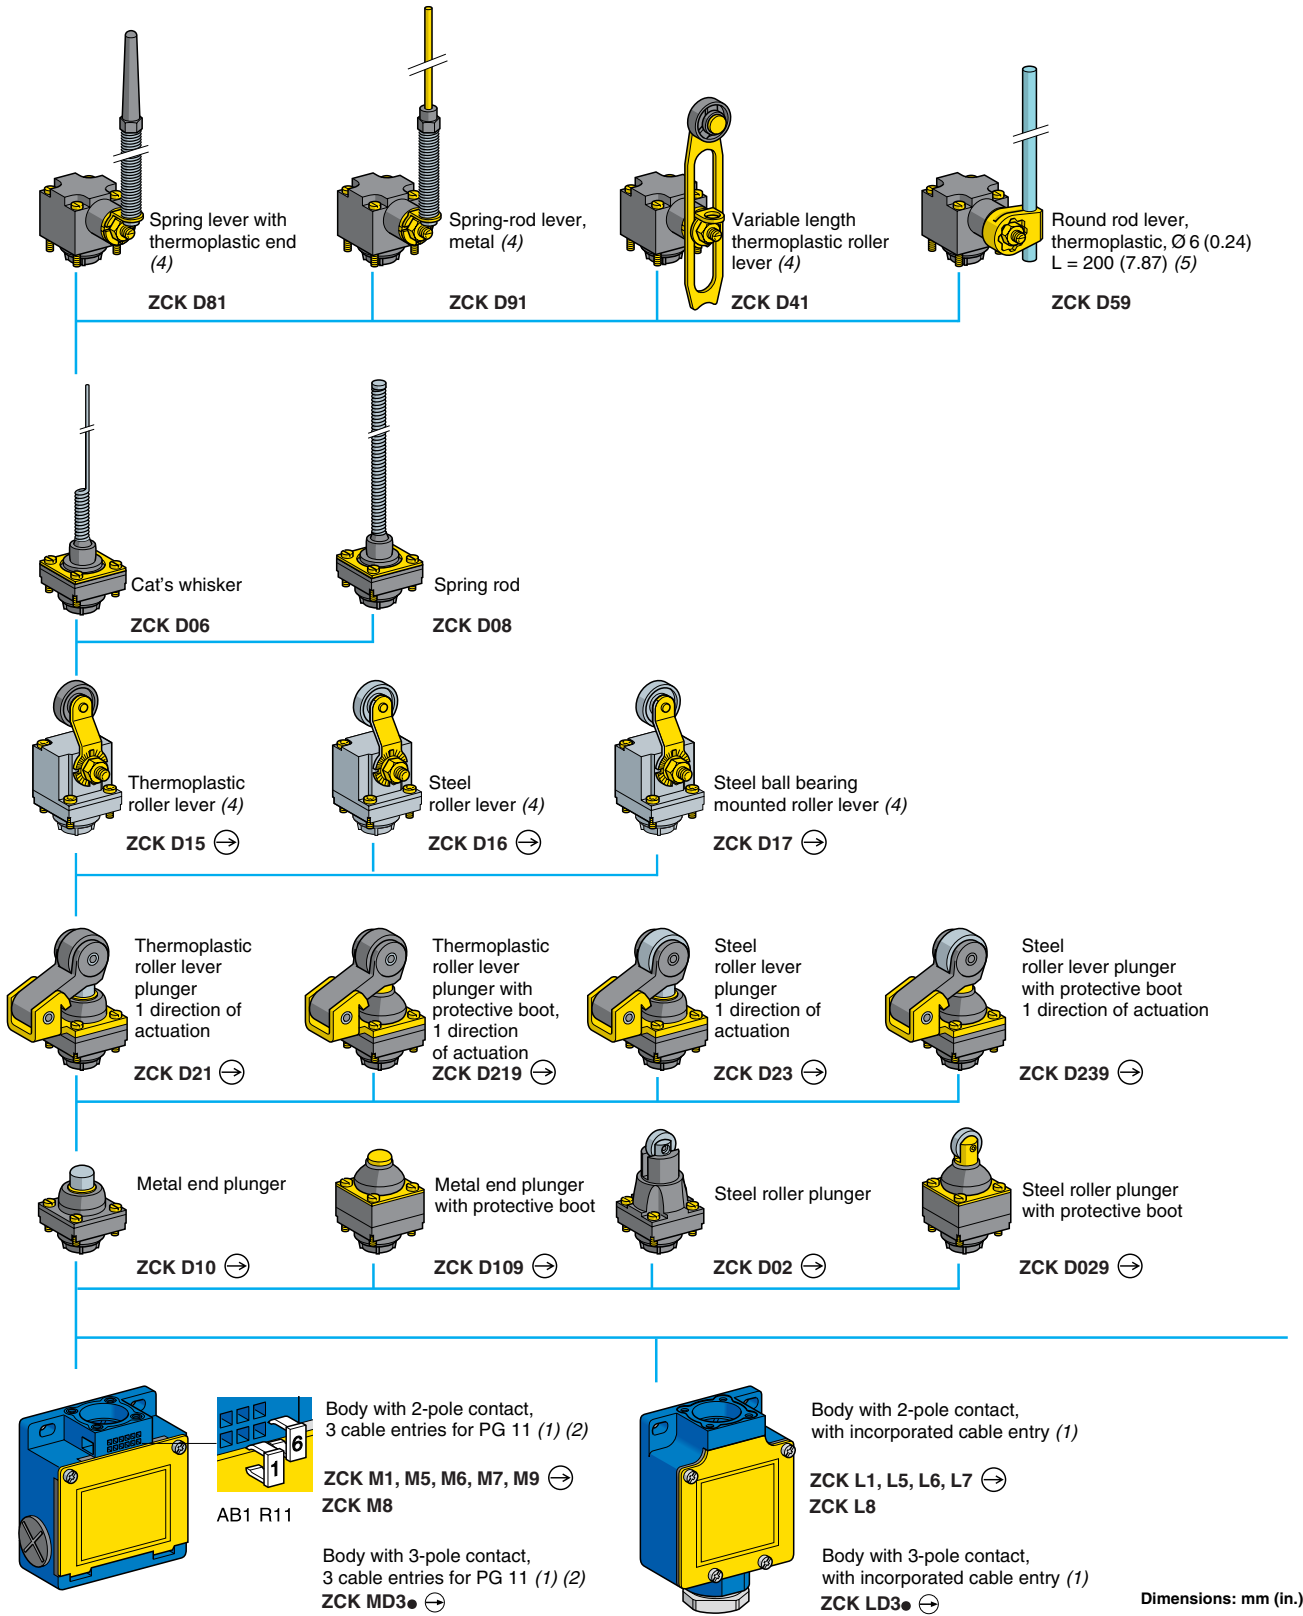 Spring lever with
thermoplastic end
(4)
ZCK D81
Spring-rod lever,
metal (4)
ZCK D91
Variable length
thermoplastic roller
lever (4)
ZCK D41
Round rod lever,
thermoplastic, Ø 6 (0.24)
L = 200 (7.87) (5)
ZCK D59
Cat's whisker
ZCK D06
Spring rod
ZCK D08
Thermoplastic
roller lever (4)
ZCK D15
Steel
roller lever (4)
ZCK D16
Steel ball bearing
mounted roller lever (4)
ZCK D17
Thermoplastic
roller lever
plunger
1 direction of
actuation
ZCK D21
Thermoplastic
roller lever
plunger with
protective boot,
1 direction
of actuation
ZCK D219
Steel
roller lever
plunger
1 direction of
actuation
ZCK D23
Steel
roller lever plunger
with protective boot
1 direction of actuation
ZCK D239
Metal end plunger
ZCK D10
Metal end plunger
with protective boot
ZCK D109
Steel roller plunger
ZCK D02
Steel roller plunger
with protective boot
ZCK D029
6
1
AB1 R11
Body with 2-pole contact,
3 cable entries for PG 11 (1) (2)
ZCK M1, M5, M6, M7, M9
ZCK M8
Body with 3-pole contact,
3 cable entries for PG 11 (1) (2)
ZCK MD3●
Body with 2-pole contact,
with incorporated cable entry (1)
ZCK L1, L5, L6, L7
ZCK L8
Body with 3-pole contact,
with incorporated cable entry (1)
ZCK LD3●
Dimensions: mm (in.)